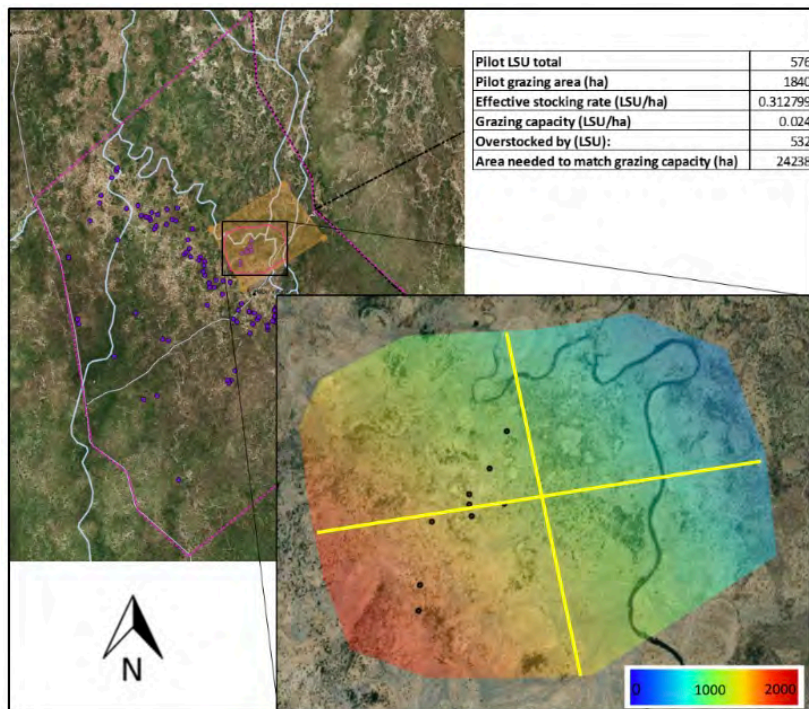 Pilot LSU total 576
Pilot grazing area (ha) 1840
Effective stocking rate (LSU/ha) 0.312799
Grazing capacity (LSU/ha) 0.024
Overstocked by (LSU): 532
Area needed to match grazing capacity (ha) 24238
N
0 1000 2000